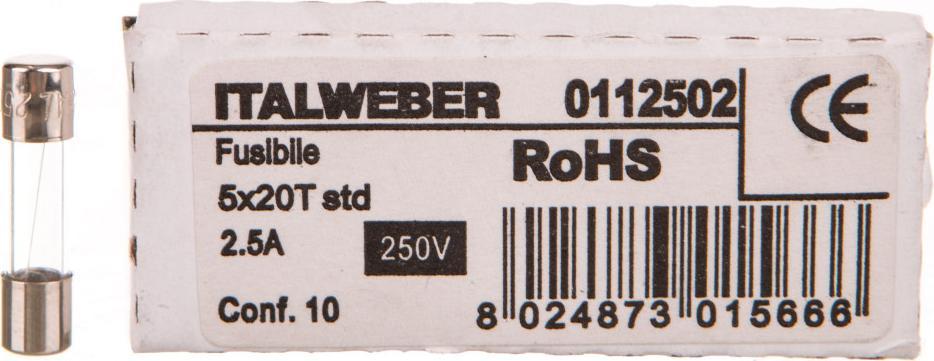 ITALWEBER 0112502 CE
Fusibile RoHS
5x20T std
2.5A 250V
Conf. 10 8 024873 015666